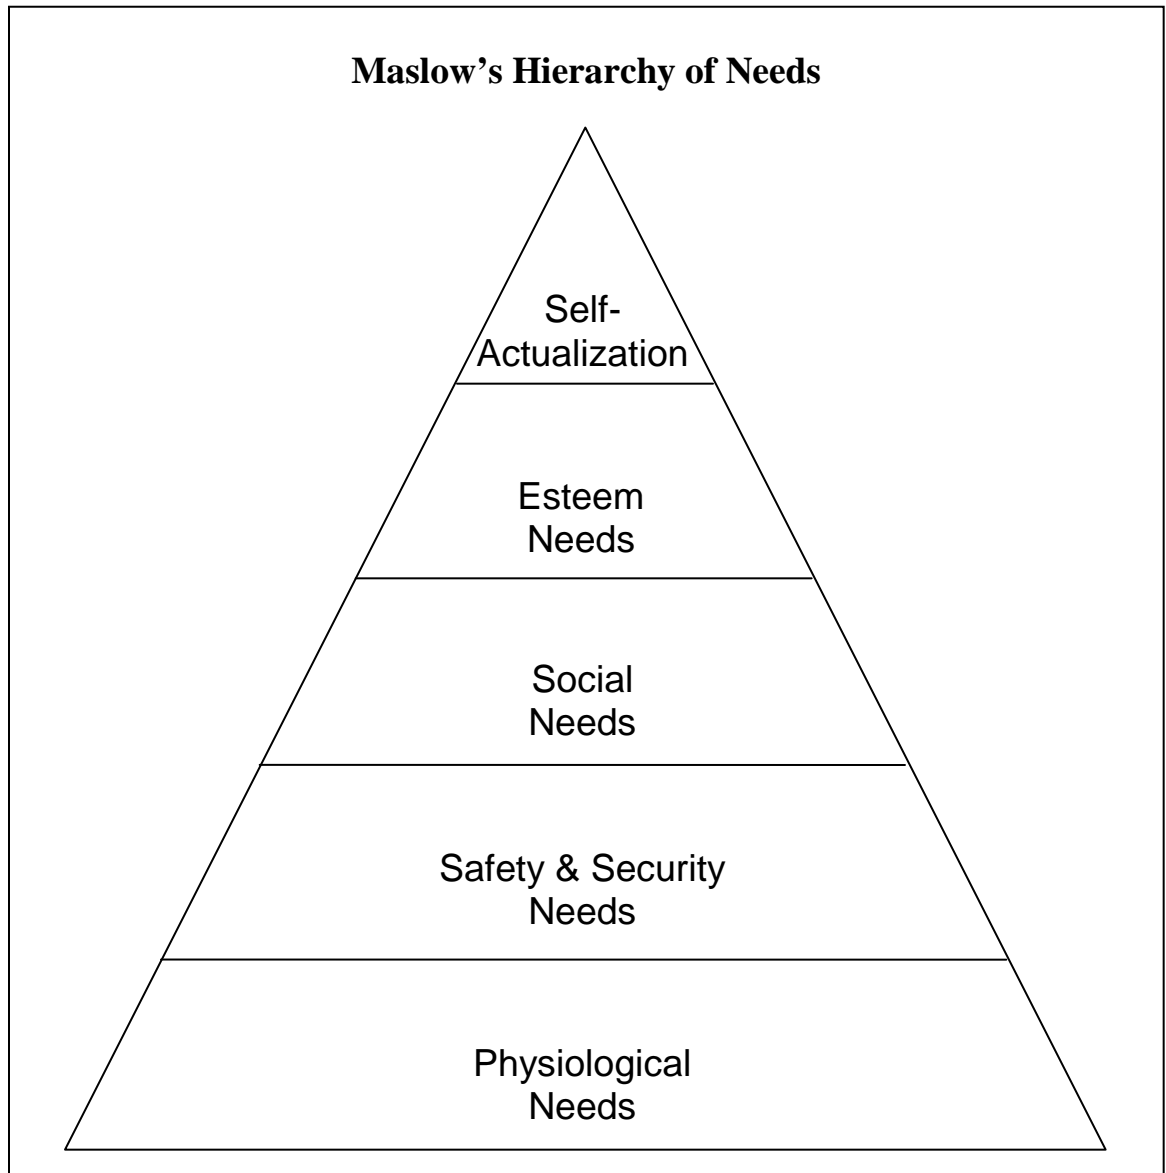 Maslow’s Hierarchy of Needs
Self-
Actualization
Esteem
Needs
Social
Needs
Safety & Security
Needs
Physiological
Needs